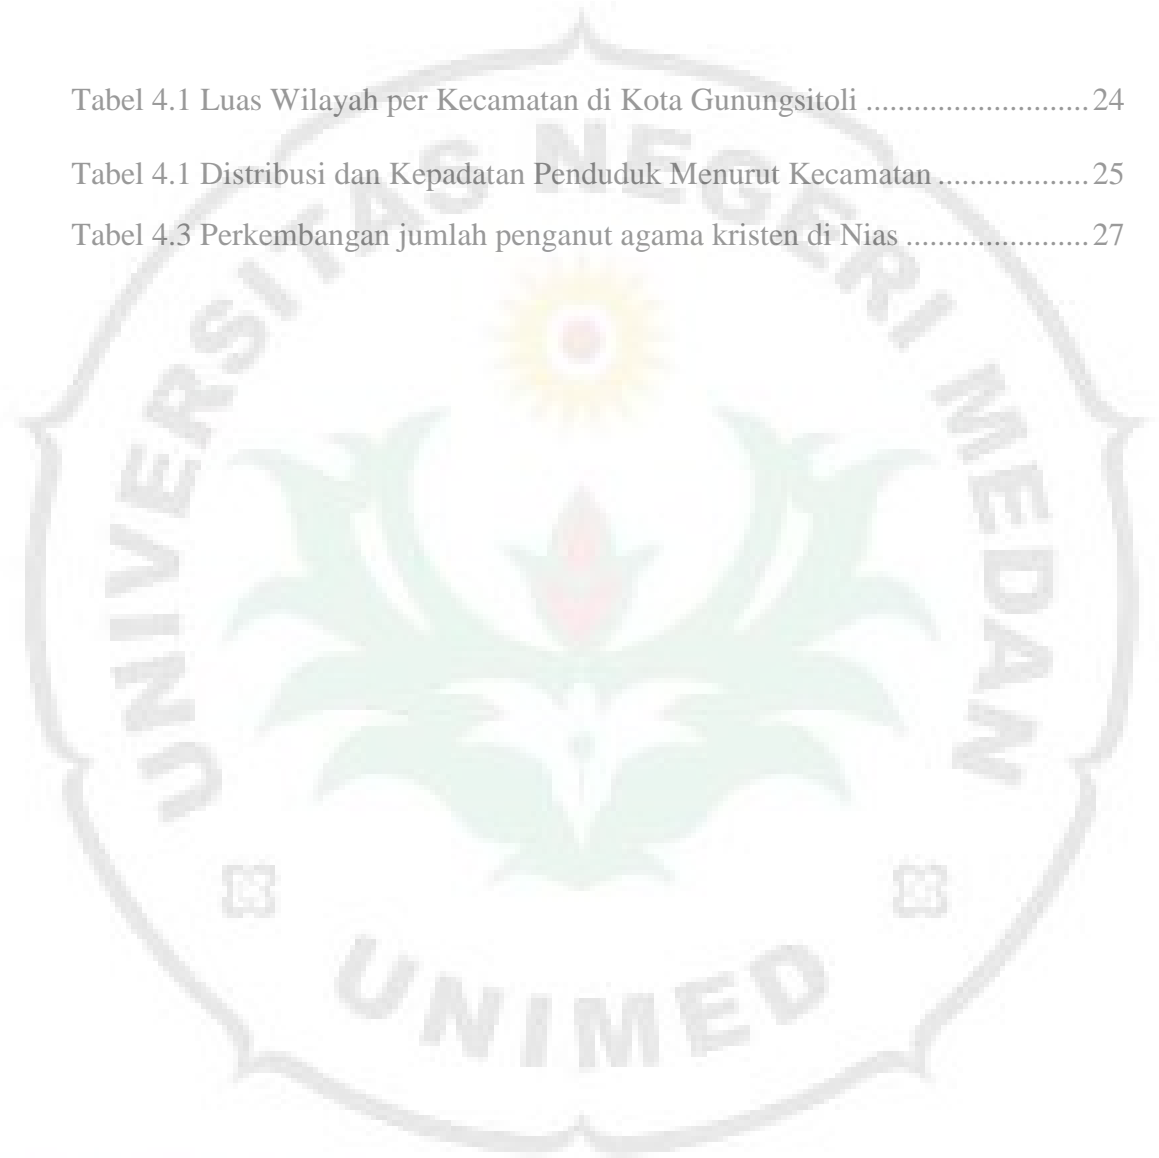 Tabel 4.1 Luas Wilayah per Kecamatan di Kota Gunungsitoli ............................ 24
Tabel 4.1 Distribusi dan Kepadatan Penduduk Menurut Kecamatan ................... 25
Tabel 4.3 Perkembangan jumlah penganut agama kristen di Nias ....................... 27
UNIVERSITAS NEGERI MEDAN
UNIMED